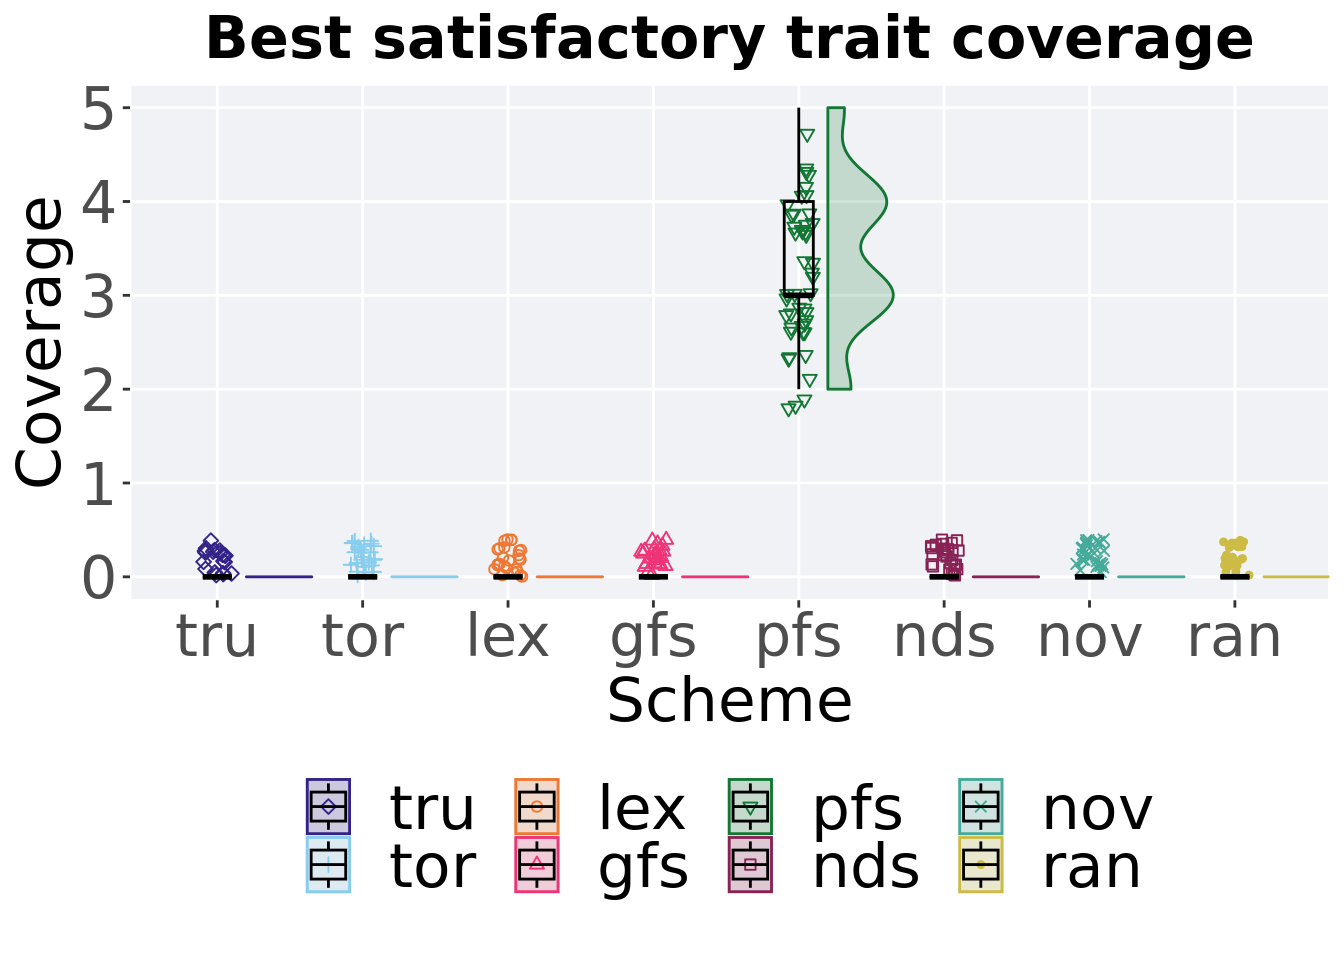 Best satisfactory trait coverage
5
4
3
2
1
0
Coverage
tru tor lex gfs pfs nds nov ran
Scheme
tru lex pfs nov
tor gfs nds ran